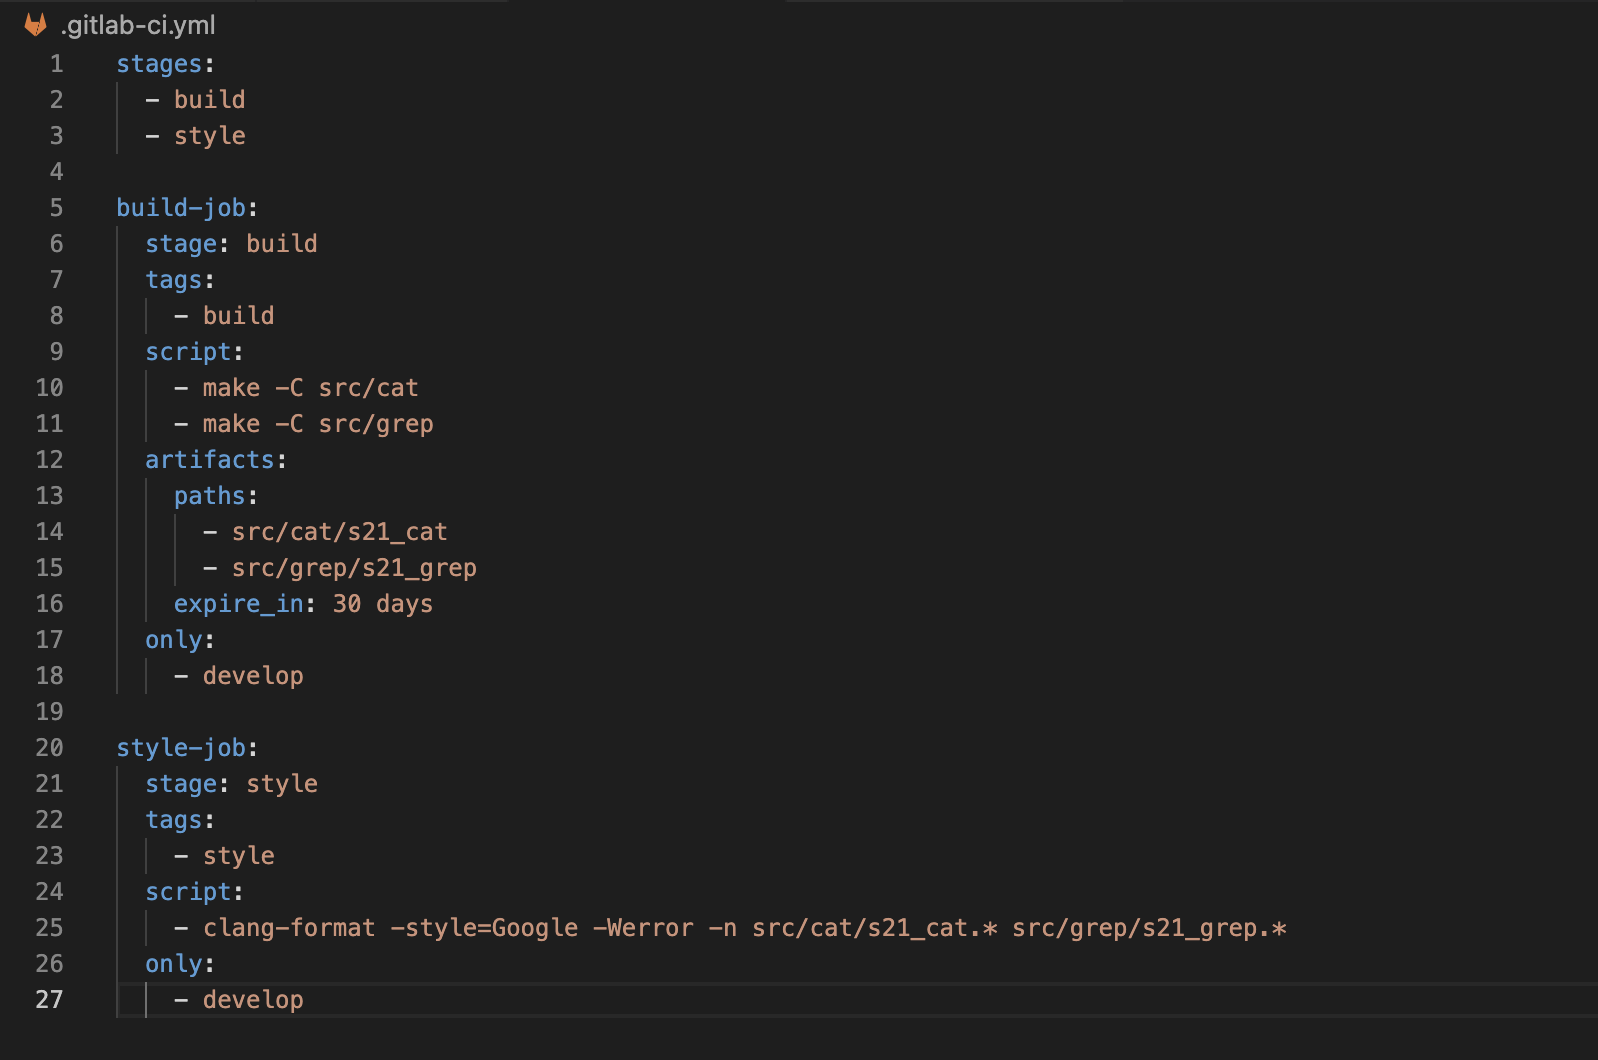 .gitlab-ci.yml
1 stages:
2 - build
3 - style
4
5 build-job:
6 stage: build
7 tags:
8 - build
9 script:
10 - make -C src/cat
11 - make -C src/grep
12 artifacts:
13 paths:
14 - src/cat/s21_cat
15 - src/grep/s21_grep
16 expire_in: 30 days
17 only:
18 - develop
19
20 style-job:
21 stage: style
22 tags:
23 - style
24 script:
25 - clang-format -style=Google -Werror -n src/cat/s21_cat.* src/grep/s21_grep.*
26 only:
27 - develop